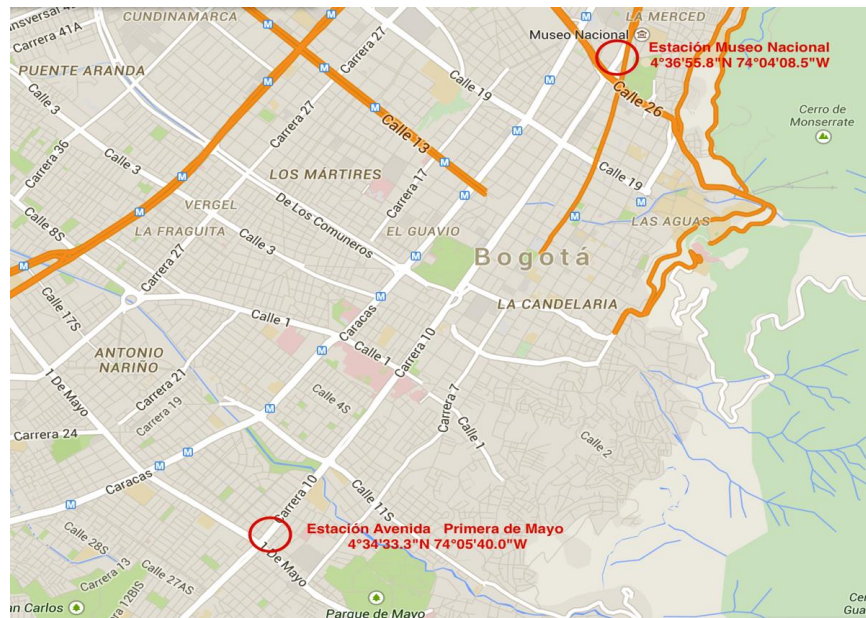 CUNDINAMARCA
LA MERCED
Carrera 41A
Museo Nacional
Estación Museo Nacional
4°36'55.8"N 74°04'08.5"W
Carrera 27
PUENTE ARANDA
Calle 19
Calle 26
Cerro de
Monserrate
Calle 3
Carrera 27
Calle 13
Carrera 36
Calle 3
LOS MÁRTIRES
Carrera 17
Calle 19
De Los Comuneros
VERGEL
LA FRAGUITA
EL GUAVIO
LAS AGUAS
Calle 8S
Carrera 27
Calle 3
Bogotá
LA CANDELARIA
Calle 17S
Calle 1
Caracas
Carrera 10
ANTONIO
NARIÑO
Calle 1
1 De Mayo
Carrera 21
Carrera 19
Calle 4S
Carrera 7
Carrera 24
Calle 1
Calle 2
Caracas
Carrera 10
Calle 11S
Estación Avenida Primera de Mayo
4°34'33.3"N 74°05'40.0"W
Calle 28S
1 De Mayo
Carrera 13
Calle 27AS
an Carlos
12BIS
Parque de Mayo
Cer
Gua
M